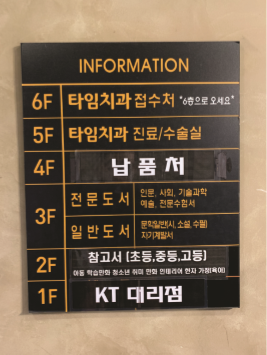 INFORMATION
6F 타임치과 접수처 "6층으로 오세요"
5F 타임치과 진료/수술실
4F 납품처
3F 전문도서 인문, 사회, 기술과학
예술, 전문수험서
일반도서 문학일반(시, 소설, 수필)
자기계발서
2F 참고서 (초등,중등,고등)
아동 학습만화 청소년 취미 만화 인테리어 한자 가정(육아)
1F KT 대리점